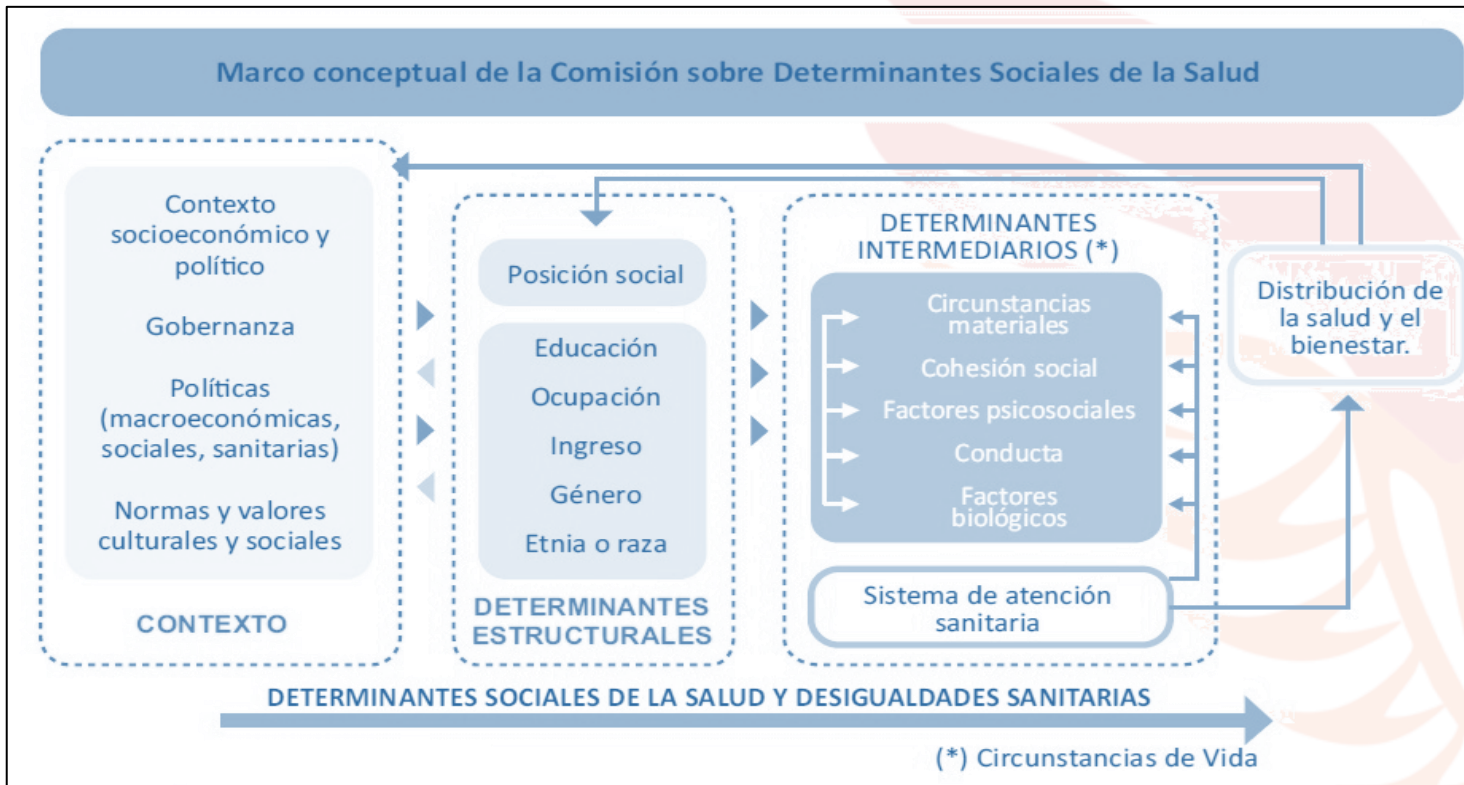 Marco conceptual de la Comisión sobre Determinantes Sociales de la Salud
Contexto
socioeconómico y
político
Gobernanza
Políticas
(macroeconómicas,
sociales, sanitarias)
Normas y valores
culturales y sociales
CONTEXTO
Posición social
Educación
Ocupación
Ingreso
Género
Etnia o raza
DETERMINANTES
ESTRUCTURALES
DETERMINANTES
INTERMEDIARIOS (*)
Circunstancias
materiales
Cohesión social
Factores psicosociales
Conducta
Factores
biológicos
Sistema de atención
sanitaria
Distribución de
la salud y el
bienestar.
DETERMINANTES SOCIALES DE LA SALUD Y DESIGUALDADES SANITARIAS
(*) Circunstancias de Vida